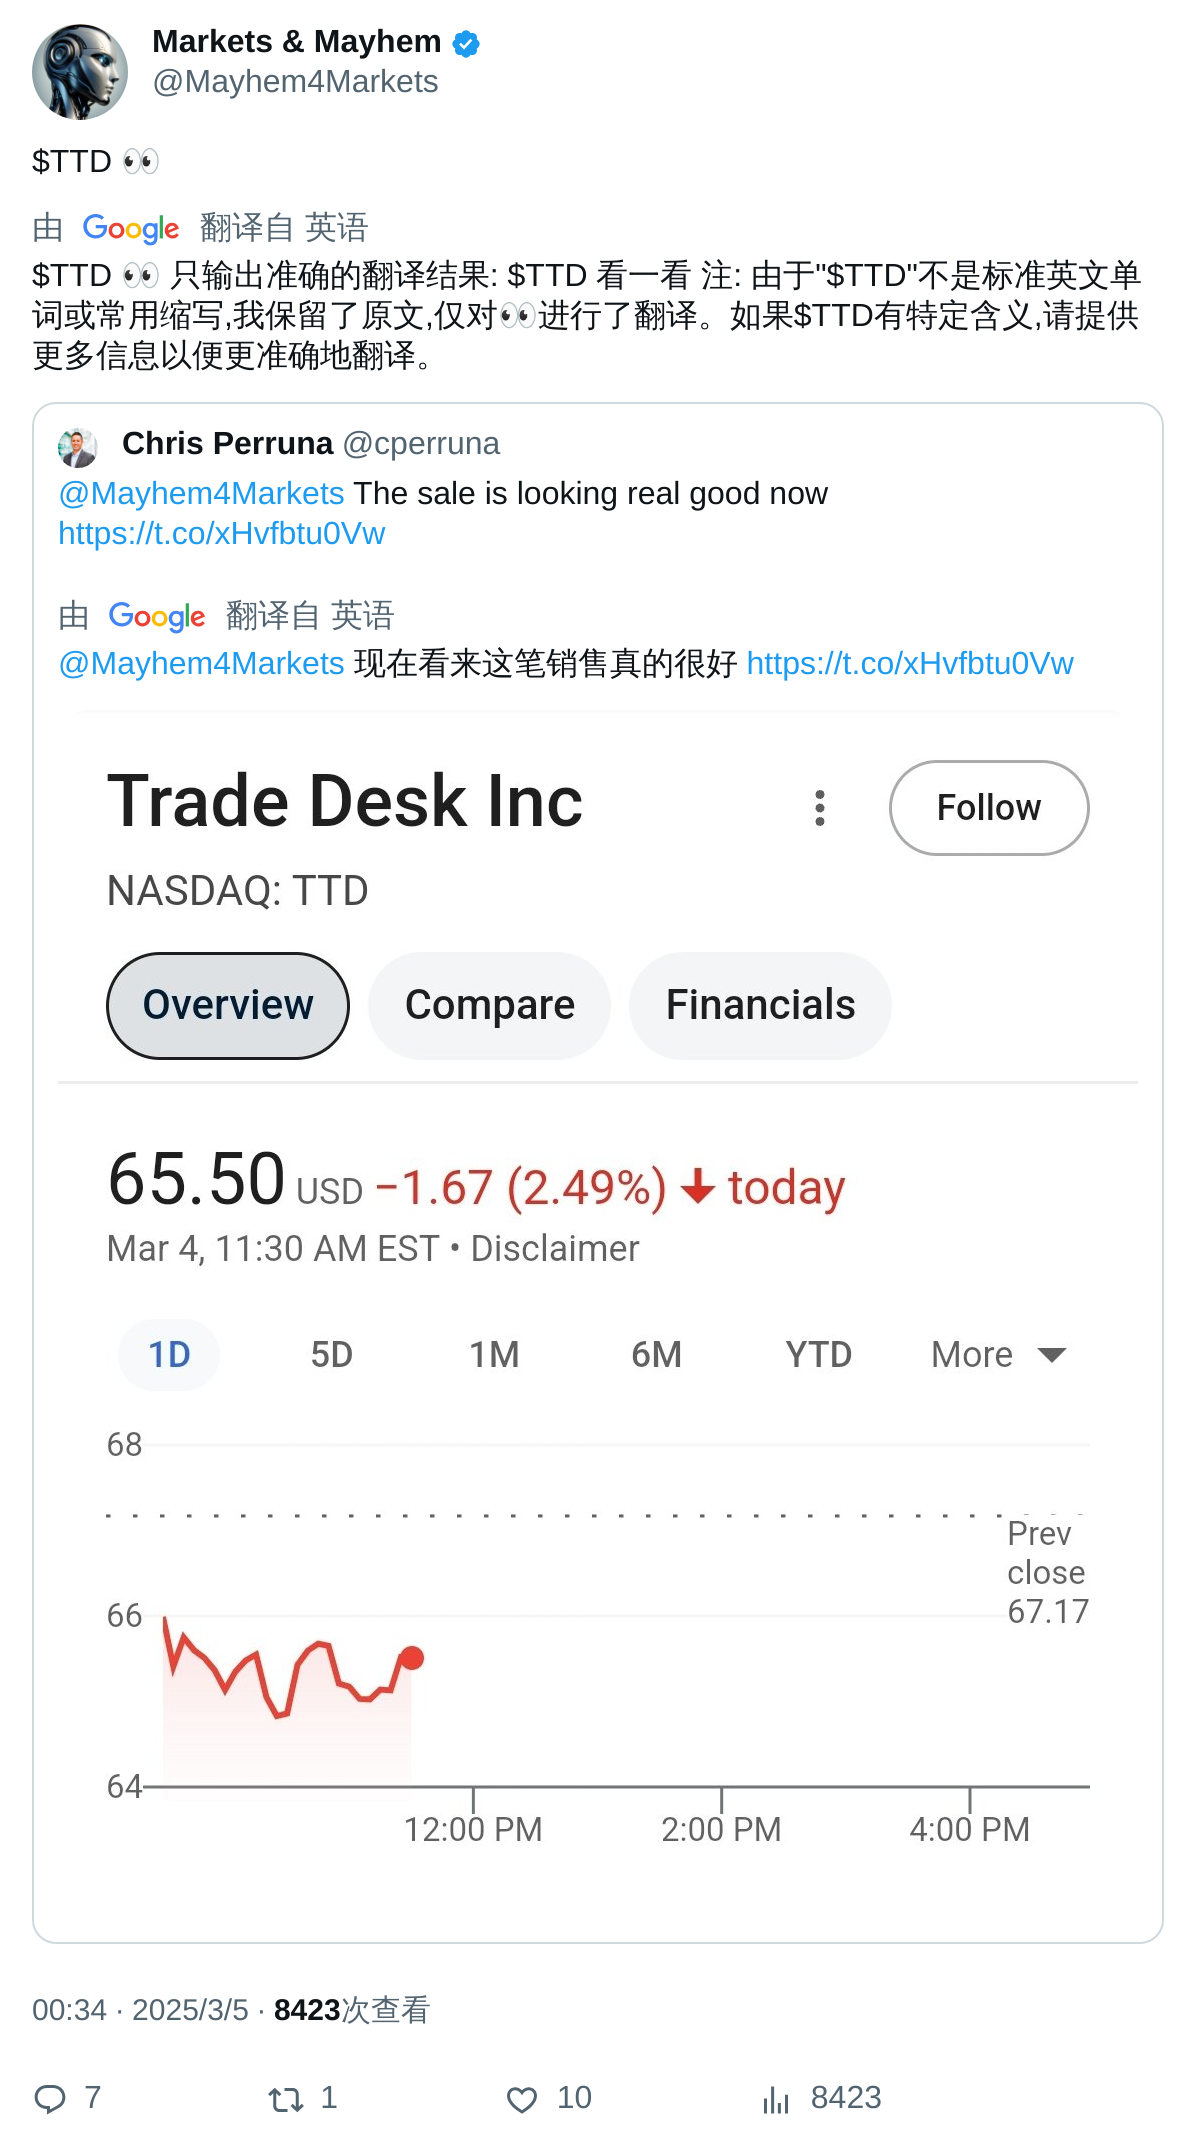 Markets & Mayhem
@Mayhem4Markets
$TTD 👀
由 Google 翻译自 英语
$TTD 👀 只输出准确的翻译结果: $TTD 看一看 注: 由于"$TTD"不是标准英文单
词或常用缩写,我保留了原文,仅对👀进行了翻译。如果$TTD有特定含义,请提供
更多信息以便更准确地翻译。
Chris Perruna @cperruna
@Mayhem4Markets The sale is looking real good now
https://t.co/xHvfbtu0Vw
由 Google 翻译自 英语
@Mayhem4Markets 现在看来这笔销售真的很好 https://t.co/xHvfbtu0Vw
Trade Desk Inc
Follow
NASDAQ: TTD
Overview Compare Financials
65.50 USD −1.67 (2.49%) ↓ today
Mar 4, 11:30 AM EST • Disclaimer
1D 5D 1M 6M YTD More
68
Prev
close
67.17
66
64
12:00 PM 2:00 PM 4:00 PM
00:34 · 2025/3/5 · 8423次查看
7 1 10 8423